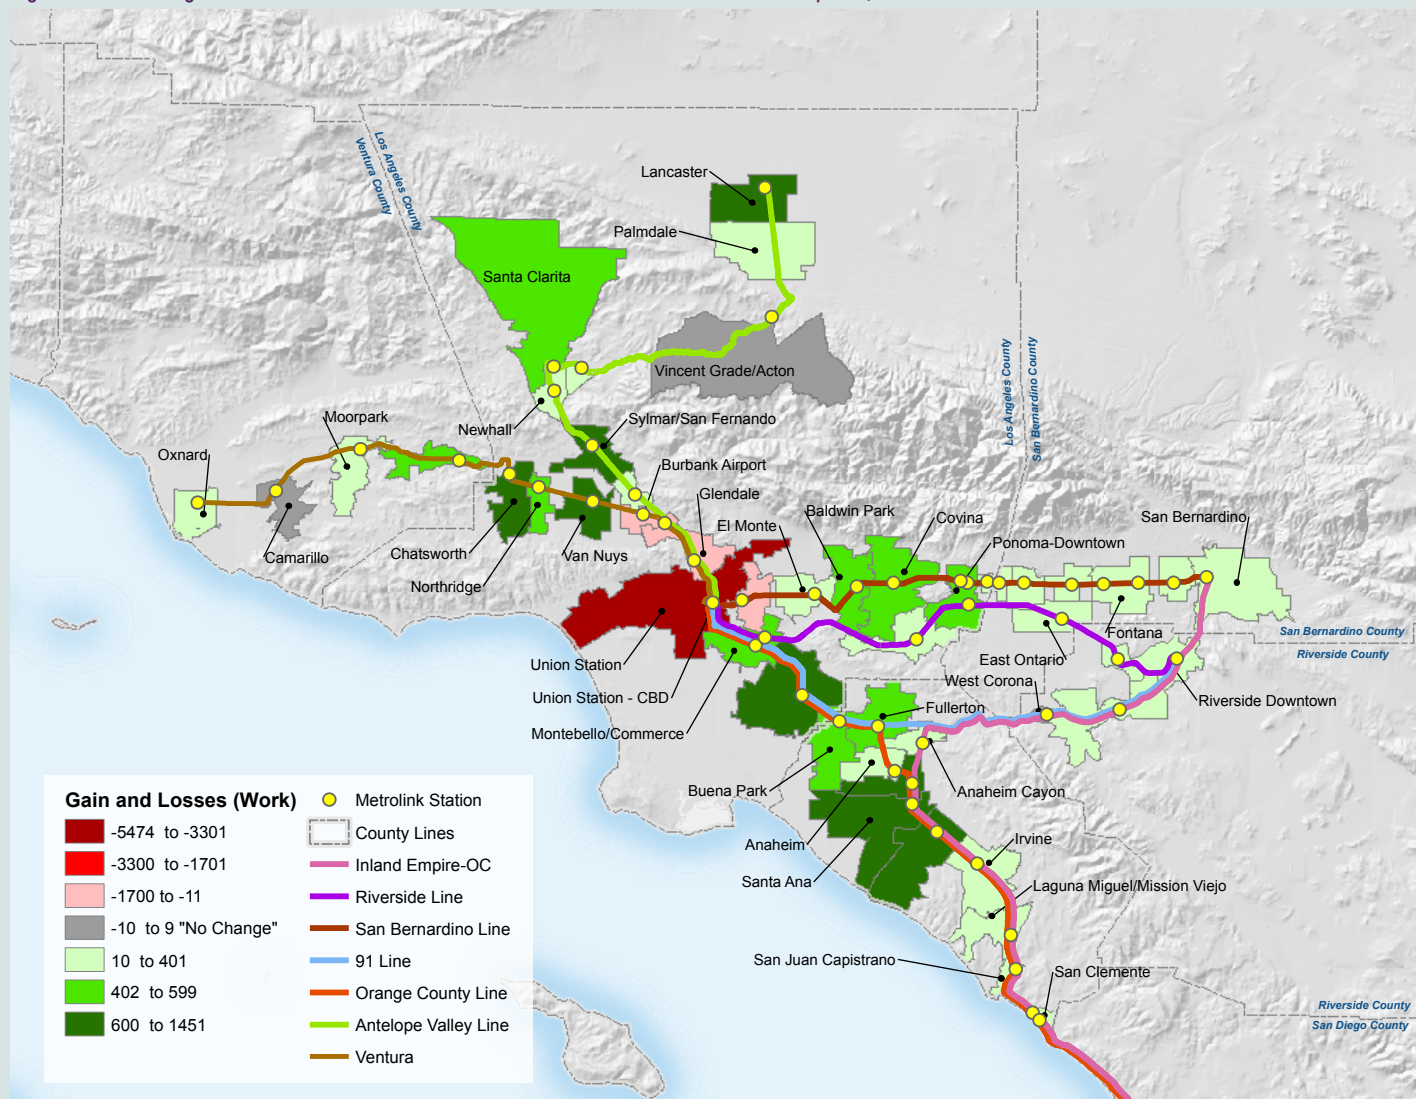 Los Angeles County
Ventura County
Lancaster
Palmdale
Santa Clarita
Vincent Grade/Acton
Los Angeles County
San Bernardino County
Newhall
Sylmar/San Fernando
Moorpark
Oxnard
Burbank Airport
Glendale
El Monte
Baldwin Park
Covina
San Bernardino
Ponoma-Downtown
Camarillo
Chatsworth
Van Nuys
Northridge
Fontana
San Bernardino County
Riverside County
Union Station
East Ontario
West Corona
Union Station - CBD
Riverside Downtown
Montebello/Commerce
Fullerton
Buena Park
Anaheim Cayon
Anaheim
Irvine
Santa Ana
Laguna Miguel/Mission Viejo
San Juan Capistrano
San Clemente
Riverside County
San Diego County
Gain and Losses (Work)
-5474 to -3301
-3300 to -1701
-1700 to -11
-10 to 9 "No Change"
10 to 401
402 to 599
600 to 1451
Metrolink Station
County Lines
Inland Empire-OC
Riverside Line
San Bernardino Line
91 Line
Orange County Line
Antelope Valley Line
Ventura